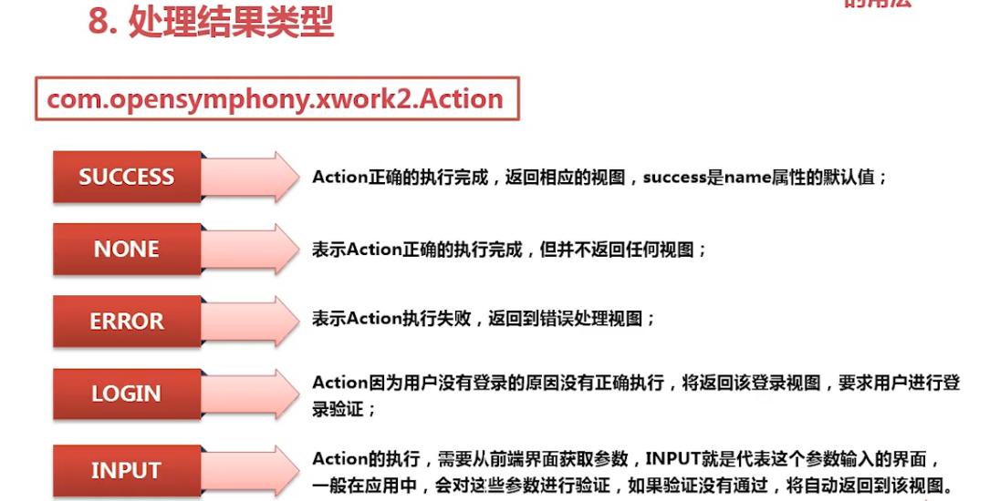 的用法
8. 处理结果类型
com.opensymphony.xwork2.Action
SUCCESS
Action正确的执行完成，返回相应的视图，success是name属性的默认值；
NONE
表示Action正确的执行完成，但并不返回任何视图；
ERROR
表示Action执行失败，返回到错误处理视图；
LOGIN
Action因为用户没有登录的原因没有正确执行，将返回该登录视图，要求用户进行登
录验证；
INPUT
Action的执行，需要从前端界面获取参数，INPUT就是代表这个参数输入的界面，
一般在应用中，会对这些参数进行验证，如果验证没有通过，将自动返回到该视图。